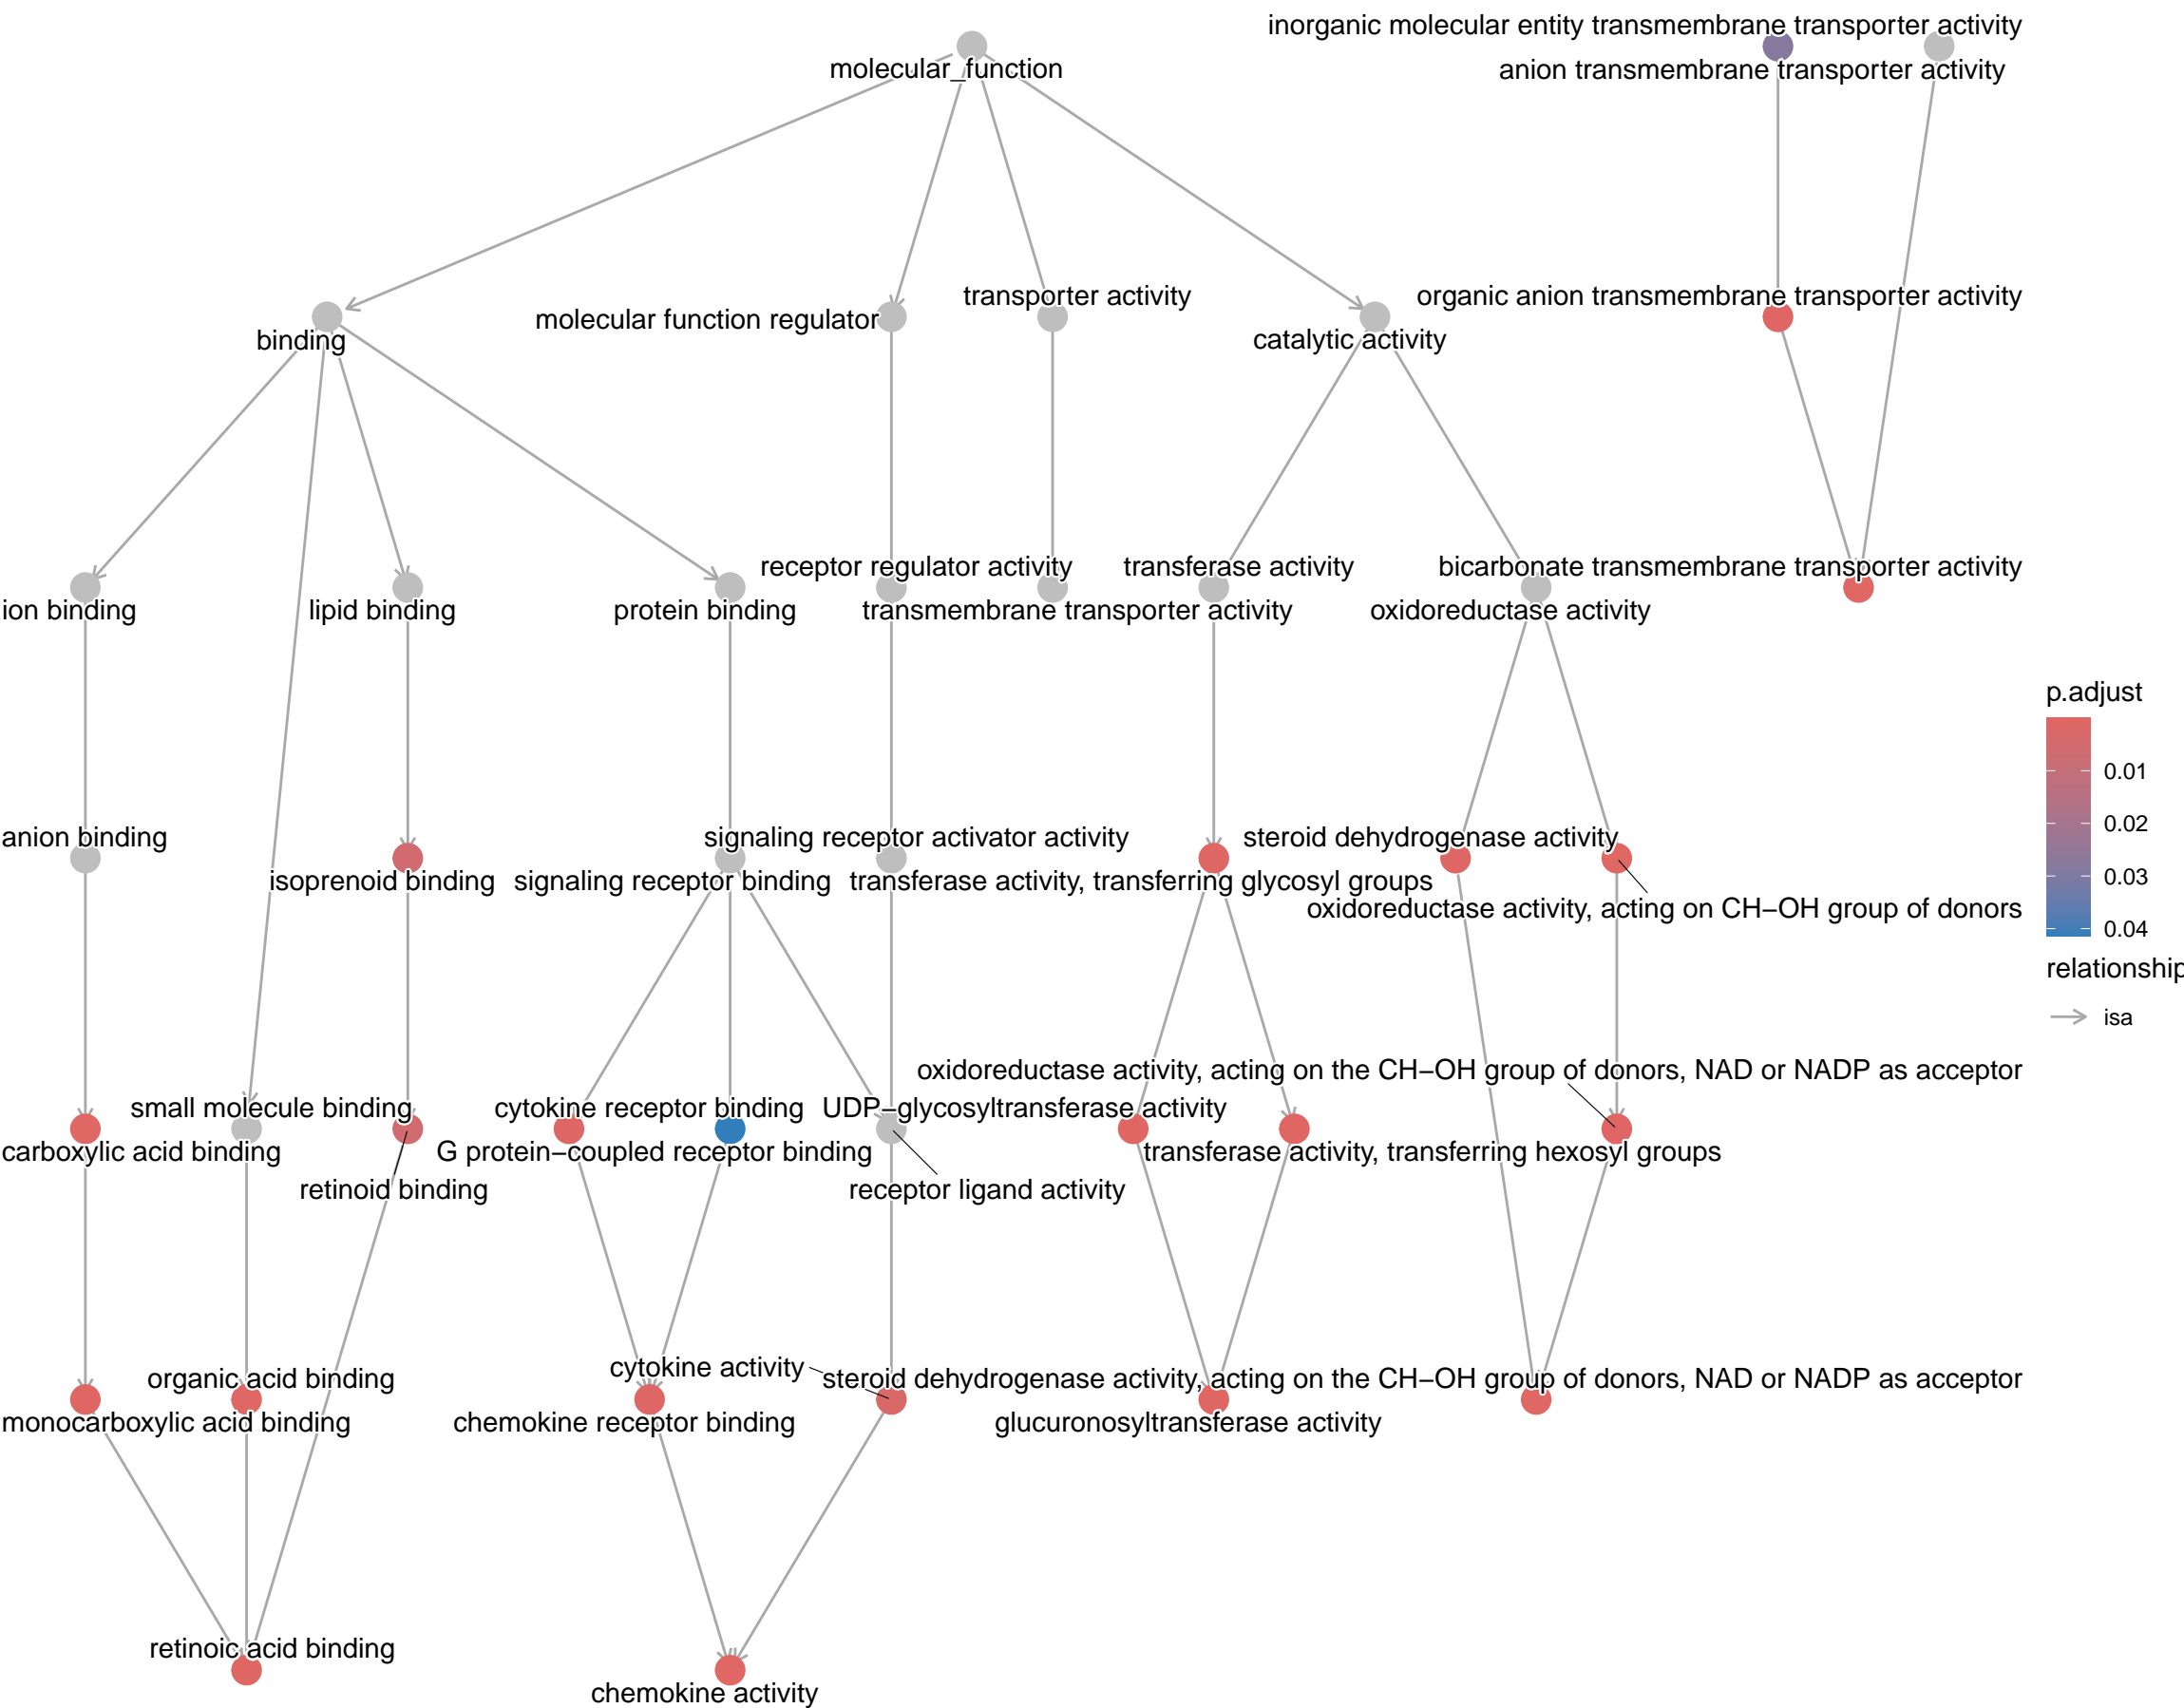 inorganic molecular entity transmembrane transporter activity
molecular_function
anion transmembrane transporter activity
transporter activity
organic anion transmembrane transporter activity
molecular function regulator
binding
catalytic activity
receptor regulator activity
transferase activity
bicarbonate transmembrane transporter activity
ion binding
lipid binding
protein binding
transmembrane transporter activity
oxidoreductase activity
p.adjust
0.01
0.02
0.03
0.04
relationship
isa
anion binding
signaling receptor activator activity
steroid dehydrogenase activity
isoprenoid binding
signaling receptor binding
transferase activity, transferring glycosyl groups
oxidoreductase activity, acting on CH−OH group of donors
oxidoreductase activity, acting on the CH−OH group of donors, NAD or NADP as acceptor
small molecule binding
cytokine receptor binding
UDP−glycosyltransferase activity
carboxylic acid binding
G protein−coupled receptor binding
transferase activity, transferring hexosyl groups
retinoid binding
receptor ligand activity
cytokine activity
organic acid binding
steroid dehydrogenase activity, acting on the CH−OH group of donors, NAD or NADP as acceptor
monocarboxylic acid binding
chemokine receptor binding
glucuronosyltransferase activity
retinoic acid binding
chemokine activity